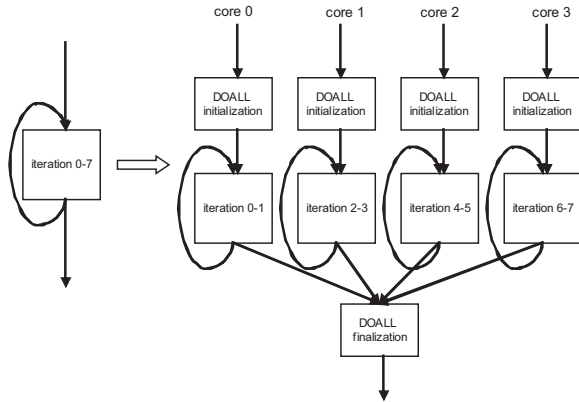 core 0
core 1
core 2
core 3
DOALL
initialization
DOALL
initialization
DOALL
initialization
DOALL
initialization
iteration 0-7
iteration 0-1
iteration 2-3
iteration 4-5
iteration 6-7
DOALL
finalization